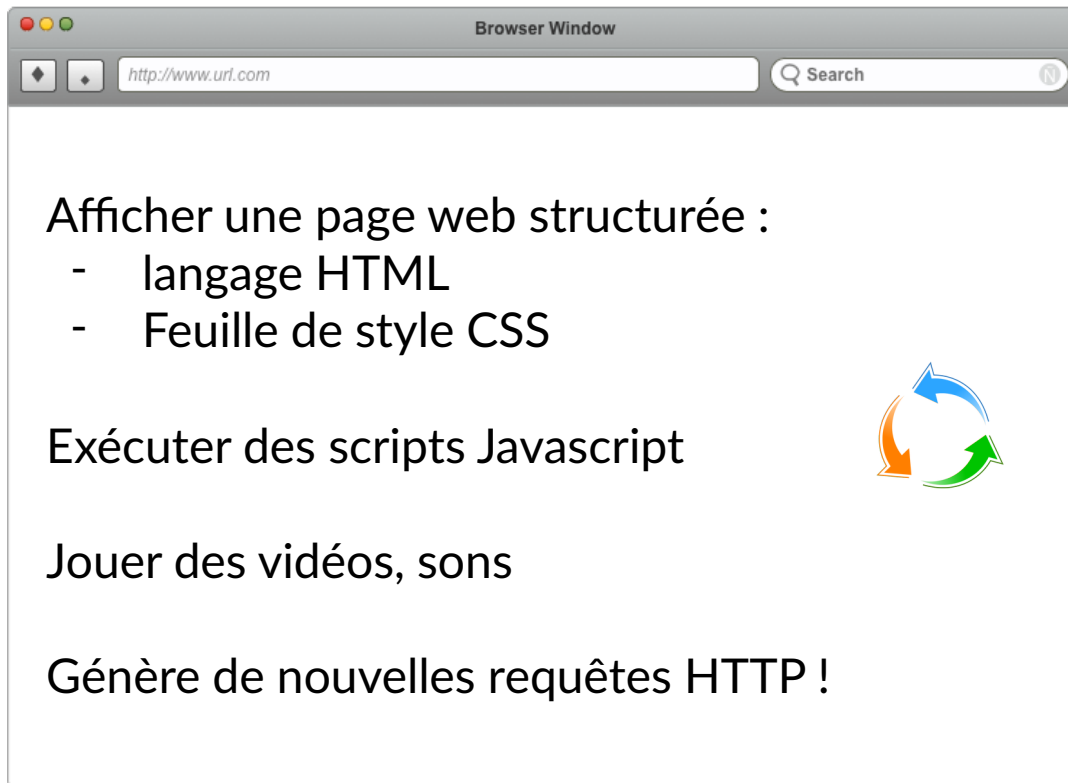 Browser Window
http://www.url.com
Search
N
Afficher une page web structurée :
- langage HTML
- Feuille de style CSS
Exécuter des scripts Javascript
Jouer des vidéos, sons
Génère de nouvelles requêtes HTTP !